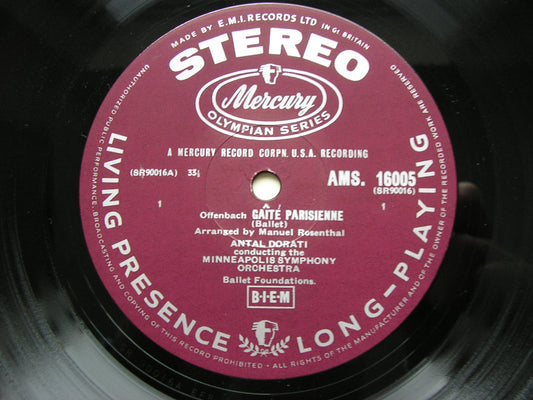 MADE BY E.M.I. RECORDS LTD IN Gt BRITAIN
STEREO
Mercury
OLYMPIAN SERIES
A MERCURY RECORD CORPN. U.S.A. RECORDING
(SR90016A) 33⅓
AMS. 16005
(SR90016)
1
1
Offenbach GAÎTÉ PARISIENNE
(Ballet)
Arranged by Manuel Rosenthal
ANTAL DORATI
conducting the
MINNEAPOLIS SYMPHONY
ORCHESTRA
Ballet Foundations.
B·I·E·M
LIVING PRESENCE
LONG-PLAYING
UNAUTHORIZED PUBLIC PERFORMANCE, BROADCASTING AND COPYING OF THIS RECORD PROHIBITED · ALL RIGHTS OF THE MANUFACTURER AND OF THE OWNER OF THE RECORDED WORK ARE RESERVED